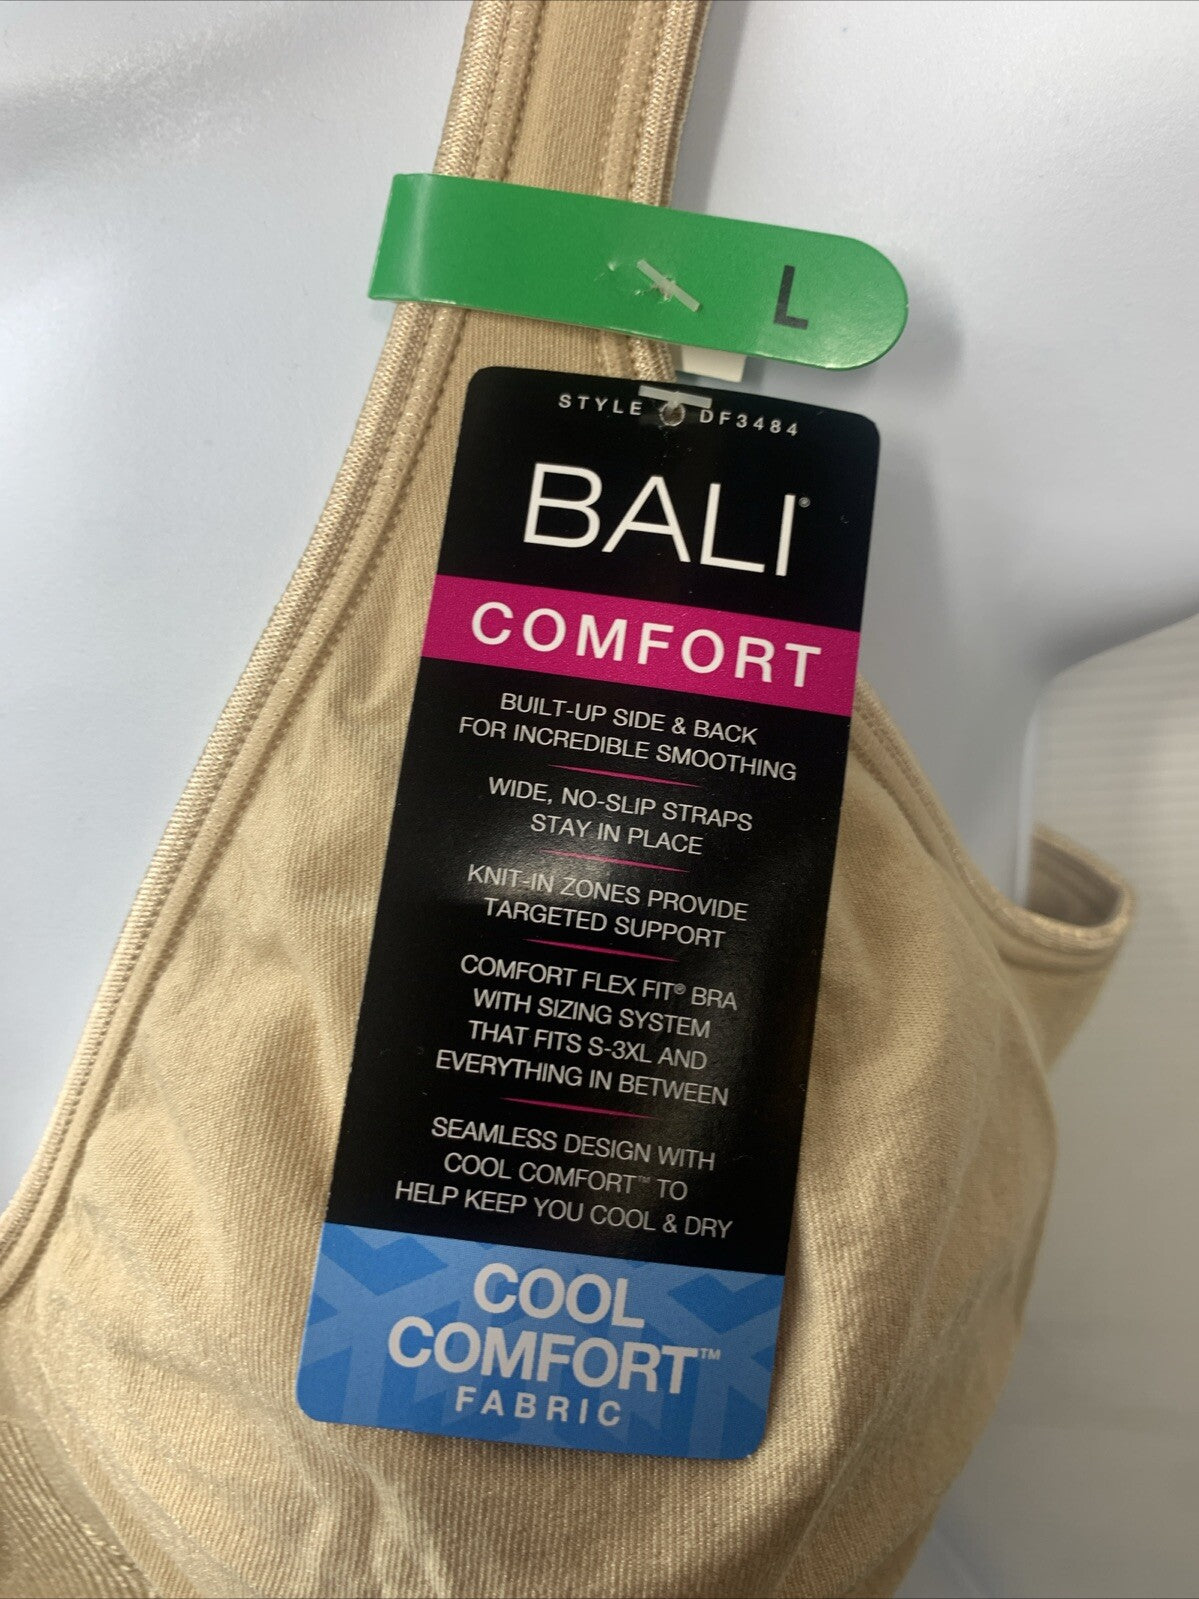 L
STYLE DF3484
BALI®
COMFORT
BUILT-UP SIDE & BACK
FOR INCREDIBLE SMOOTHING
WIDE, NO-SLIP STRAPS
STAY IN PLACE
KNIT-IN ZONES PROVIDE
TARGETED SUPPORT
COMFORT FLEX FIT® BRA
WITH SIZING SYSTEM
THAT FITS S-3XL AND
EVERYTHING IN BETWEEN
SEAMLESS DESIGN WITH
COOL COMFORT™ TO
HELP KEEP YOU COOL & DRY
COOL
COMFORT™
FABRIC